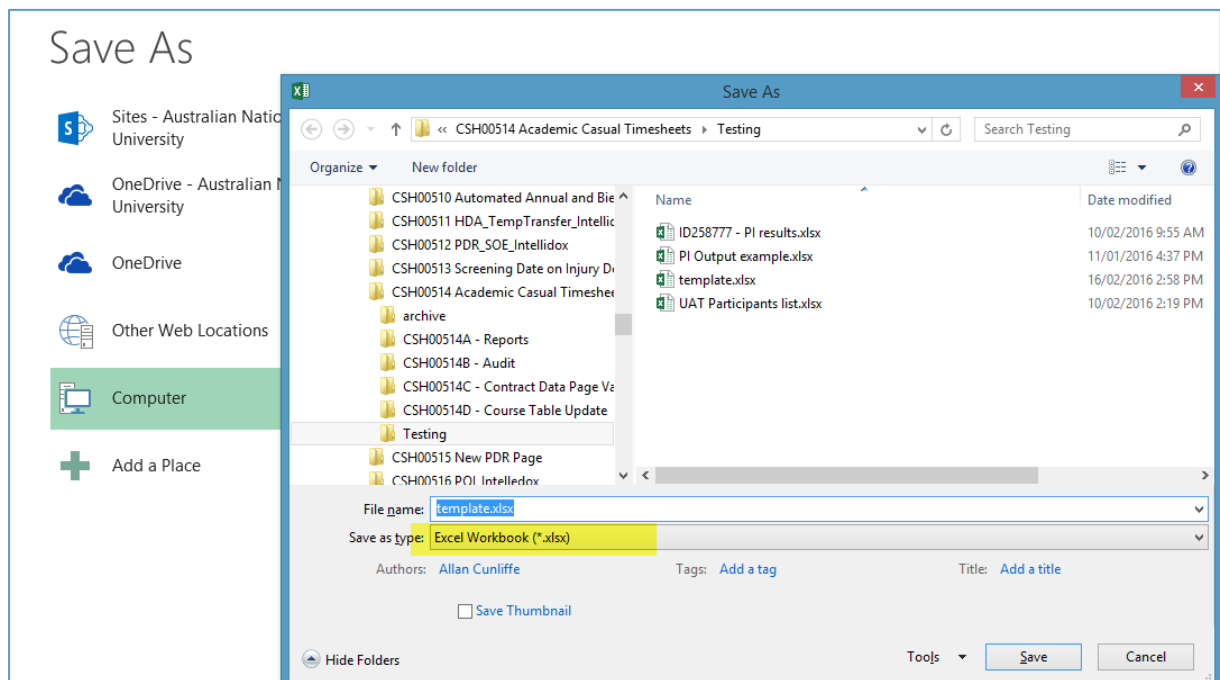 Save As
Sites - Australian Natio
University
OneDrive - Australian
University
OneDrive
Other Web Locations
Computer
Add a Place
Save As
« CSH00514 Academic Casual Timesheets Testing
Search Testing
Organize
New folder
CSH00510 Automated Annual and Bie
CSH00511 HDA_TempTransfer_Intellic
CSH00512 PDR_SOE_Intellidox
CSH00513 Screening Date on Injury D
CSH00514 Academic Casual Timeshee
archive
CSH00514A - Reports
CSH00514B - Audit
CSH00514C - Contract Data Page Va
CSH00514D - Course Table Update
Testing
CSH00515 New PDR Page
CSH00516 POI Intelledox
Name Date modified
ID258777 - PI results.xlsx 10/02/2016 9:55 AM
PI Output example.xlsx 11/01/2016 4:37 PM
template.xlsx 16/02/2016 2:58 PM
UAT Participants list.xlsx 10/02/2016 2:19 PM
File name: template.xlsx
Save as type: Excel Workbook (*.xlsx)
Authors: Allan Cunliffe Tags: Add a tag Title: Add a title
Save Thumbnail
Hide Folders
Tools Save Cancel